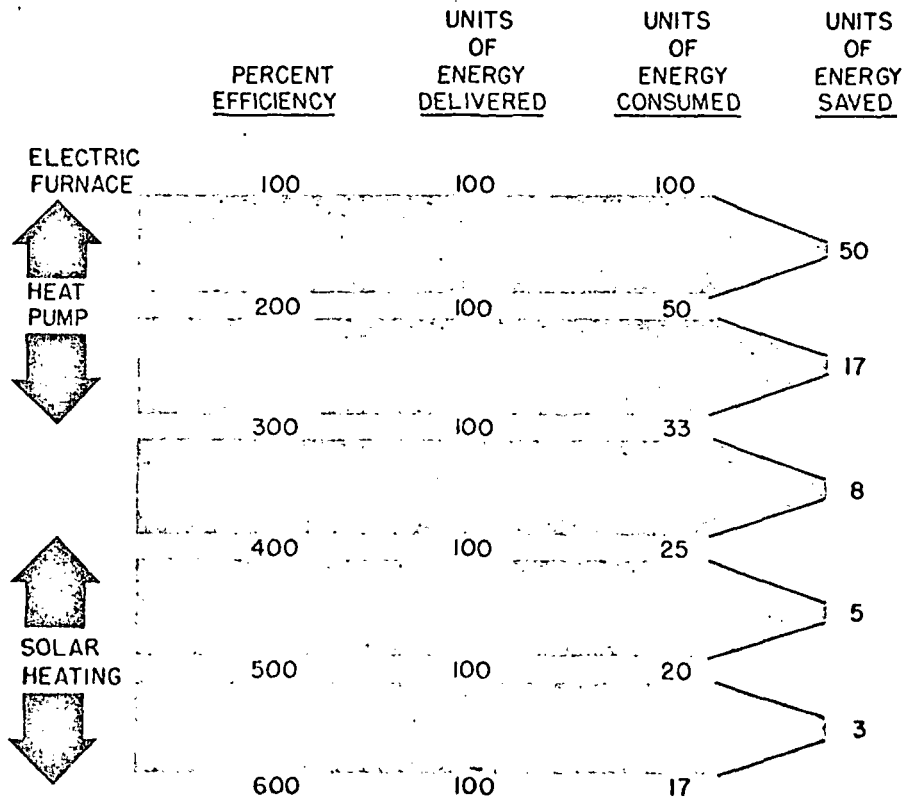 PERCENT EFFICIENCY
UNITS OF ENERGY DELIVERED
UNITS OF ENERGY CONSUMED
UNITS OF ENERGY SAVED
ELECTRIC FURNACE
100 100 100
50
HEAT PUMP
200 100 50
17
300 100 33
8
400 100 25
5
SOLAR HEATING
500 100 20
3
600 100 17